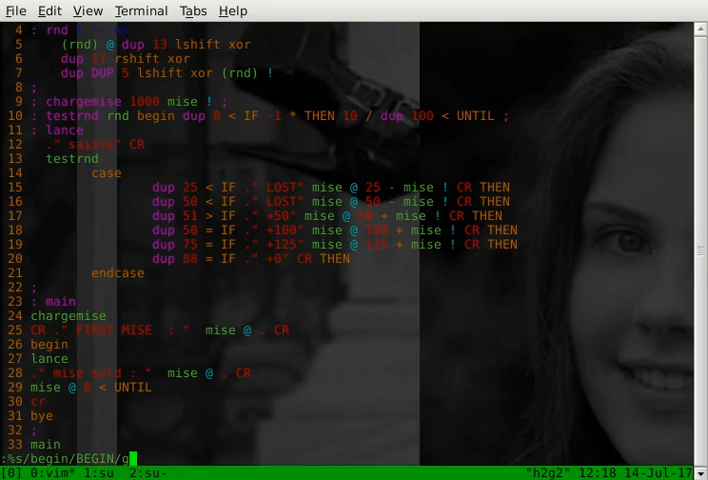 File Edit View Terminal Tabs Help
4 : rnd ( -- n)
5 (rnd) @ dup 13 lshift xor
6 dup 17 rshift xor
7 dup DUP 5 lshift xor (rnd) !
8 ;
9 : chargemise 1000 mise ! ;
10 : testrnd rnd begin dup 0 < IF -1 * THEN 10 / dup 100 < UNTIL ;
11 : lance
12 ." saisie" CR
13 testrnd
14 case
15 dup 25 < IF ." LOST" mise @ 25 - mise ! CR THEN
16 dup 50 < IF ." LOST" mise @ 50 - mise ! CR THEN
17 dup 51 > IF ." +50" mise @ 50 + mise ! CR THEN
18 dup 50 = IF ." +100" mise @ 100 + mise ! CR THEN
19 dup 75 = IF ." +125" mise @ 125 + mise ! CR THEN
20 dup 88 = IF ." +0" CR THEN
21 endcase
22 ;
23 : main
24 chargemise
25 CR ." FIRST MISE : " mise @ . CR
26 begin
27 lance
28 ." mise sold : " mise @ . CR
29 mise @ 0 < UNTIL
30 cr
31 bye
32 ;
33 main
:%s/begin/BEGIN/g
[0] 0:vim* 1:su 2:su- "h2g2" 12:18 14-Jul-17